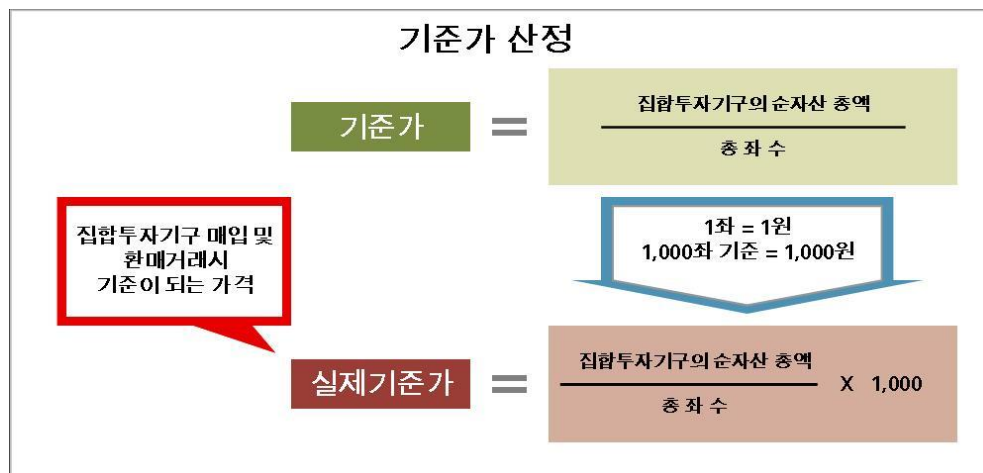 기준가 산정
기준가 =
집합투자기구의 순자산 총액
총 좌 수
집합투자기구 매입 및
환매거래시
기준이 되는 가격
1좌 = 1원
1,000좌 기준 = 1,000원
실제기준가 =
집합투자기구의 순자산 총액
총 좌 수
X 1,000